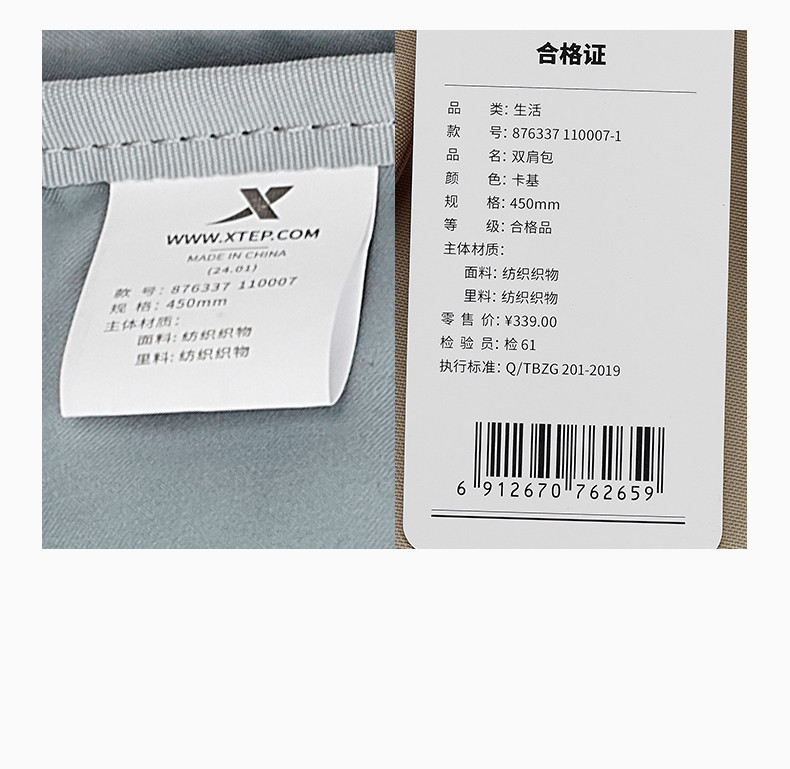 WWW.XTEP.COM
MADE IN CHINA
(24.01)
款 号: 876337 110007
规 格: 450mm
主体材质:
面料: 纺织织物
里料: 纺织织物
合格证
品 类: 生活
款 号: 876337 110007-1
品 名: 双肩包
颜 色: 卡基
规 格: 450mm
等 级: 合格品
主体材质:
面料: 纺织织物
里料: 纺织织物
零 售 价: ¥339.00
检 验 员: 检 61
执行标准: Q/TBZG 201-2019
6 912670 762659